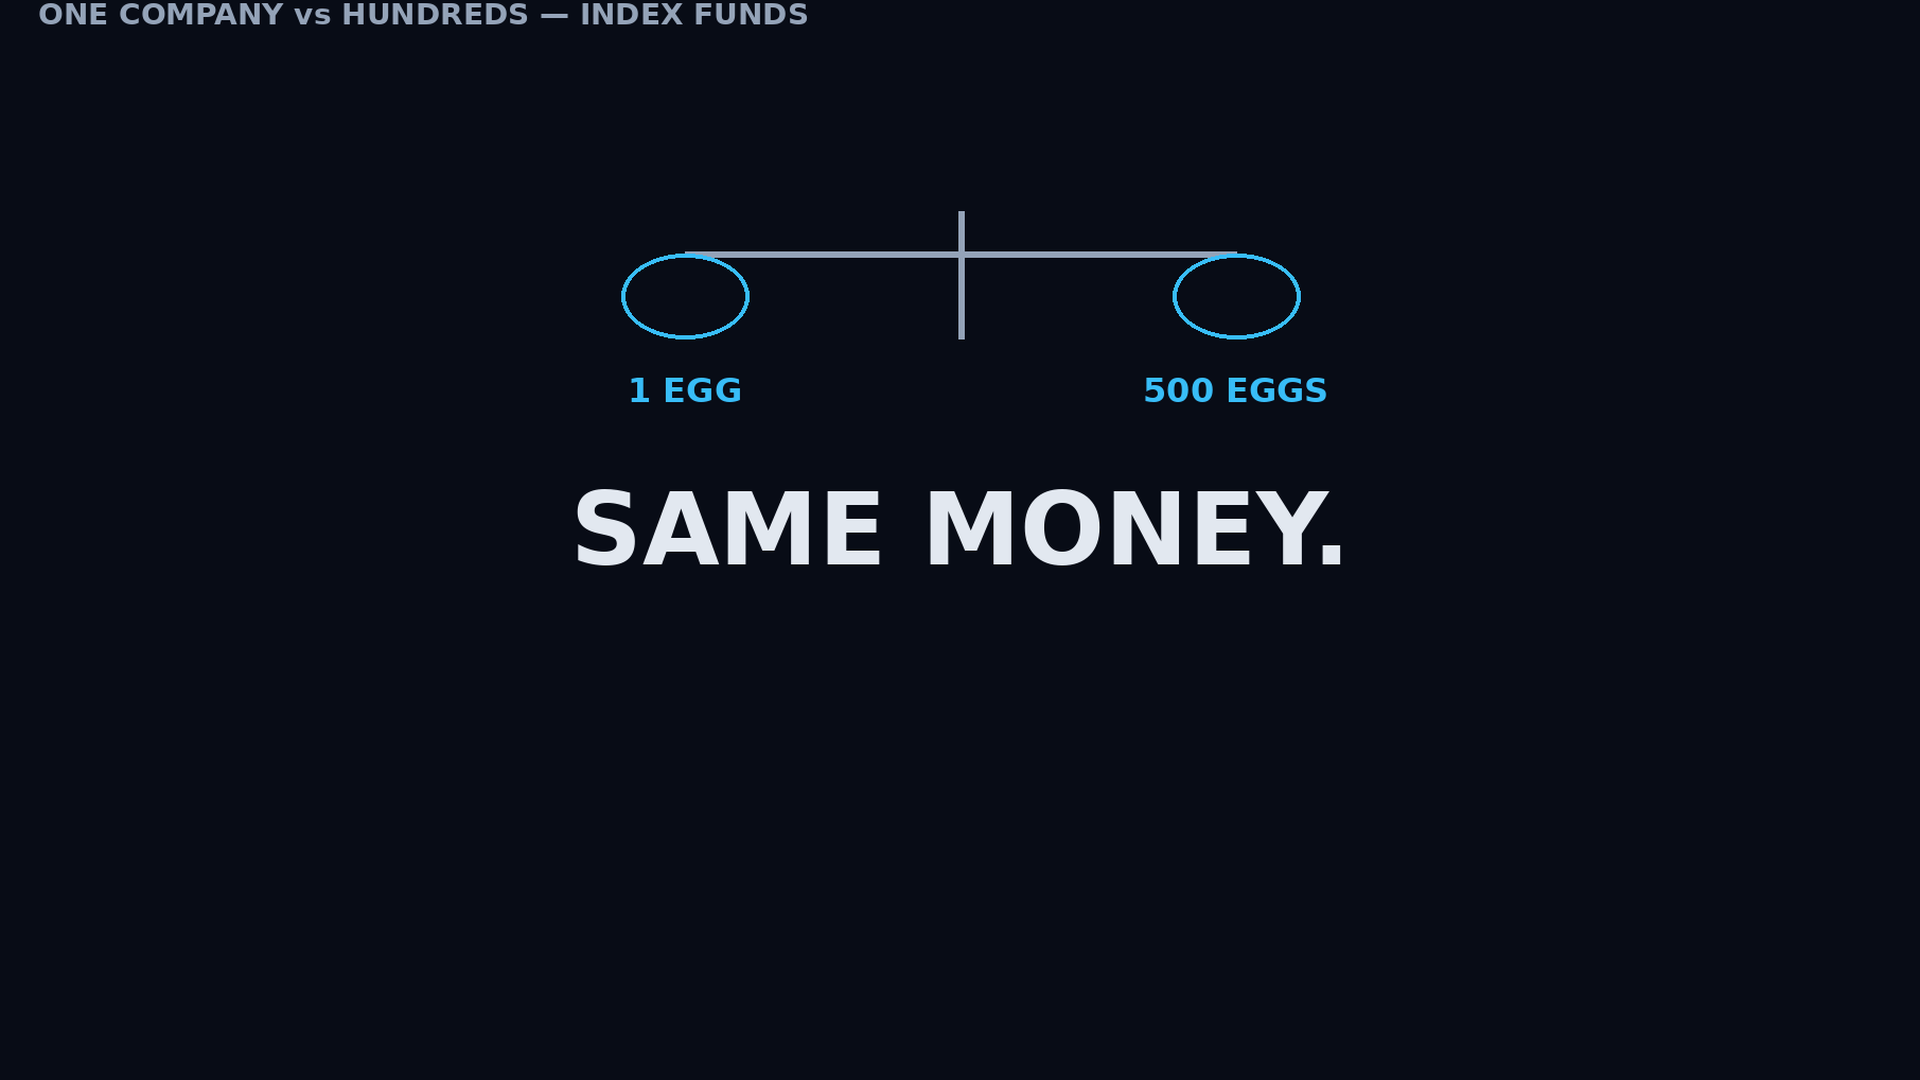 ONE COMPANY vs HUNDREDS — INDEX FUNDS
1 EGG
500 EGGS
SAME MONEY.